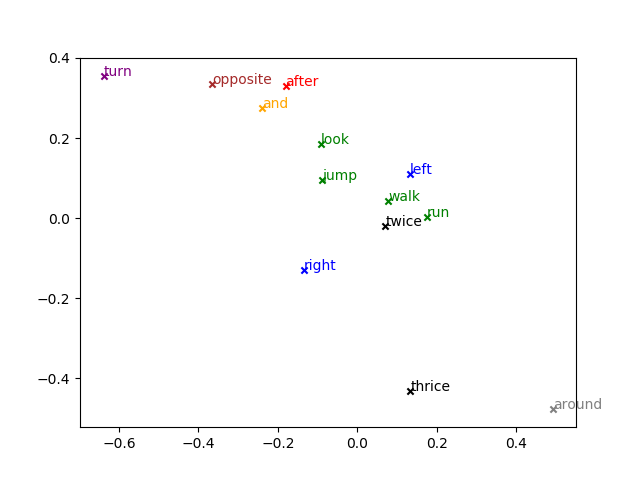 0.4
turn
opposite
after
and
0.2
look
left
jump
walk
run
0.0
twice
right
−0.2
−0.4
thrice
around
−0.6
−0.4
−0.2
0.0
0.2
0.4